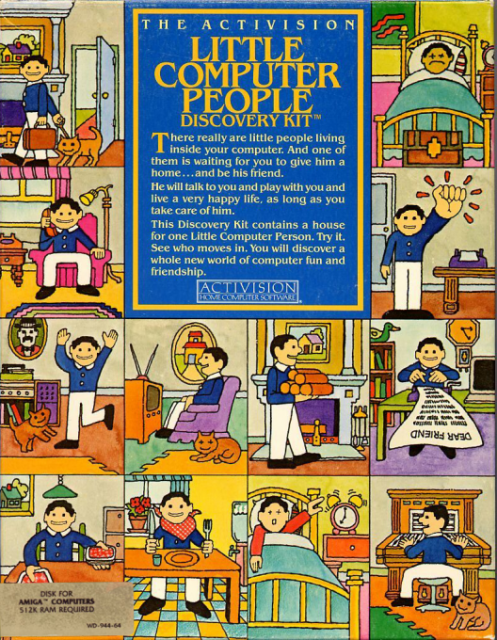 THE ACTIVISION
LITTLE
COMPUTER
PEOPLE
DISCOVERY KIT™
There really are little people living
inside your computer. And one of
them is waiting for you to give him a
home...and be his friend.
He will talk to you and play with you and
live a very happy life, as long as you
take care of him.
This Discovery Kit contains a house
for one Little Computer Person. Try it.
See who moves in. You will discover a
whole new world of computer fun and
friendship.
ACTIVISION
HOME COMPUTER SOFTWARE
DEAR FRIEND
DISK FOR
AMIGA™ COMPUTERS
512K RAM REQUIRED
WD-944-64